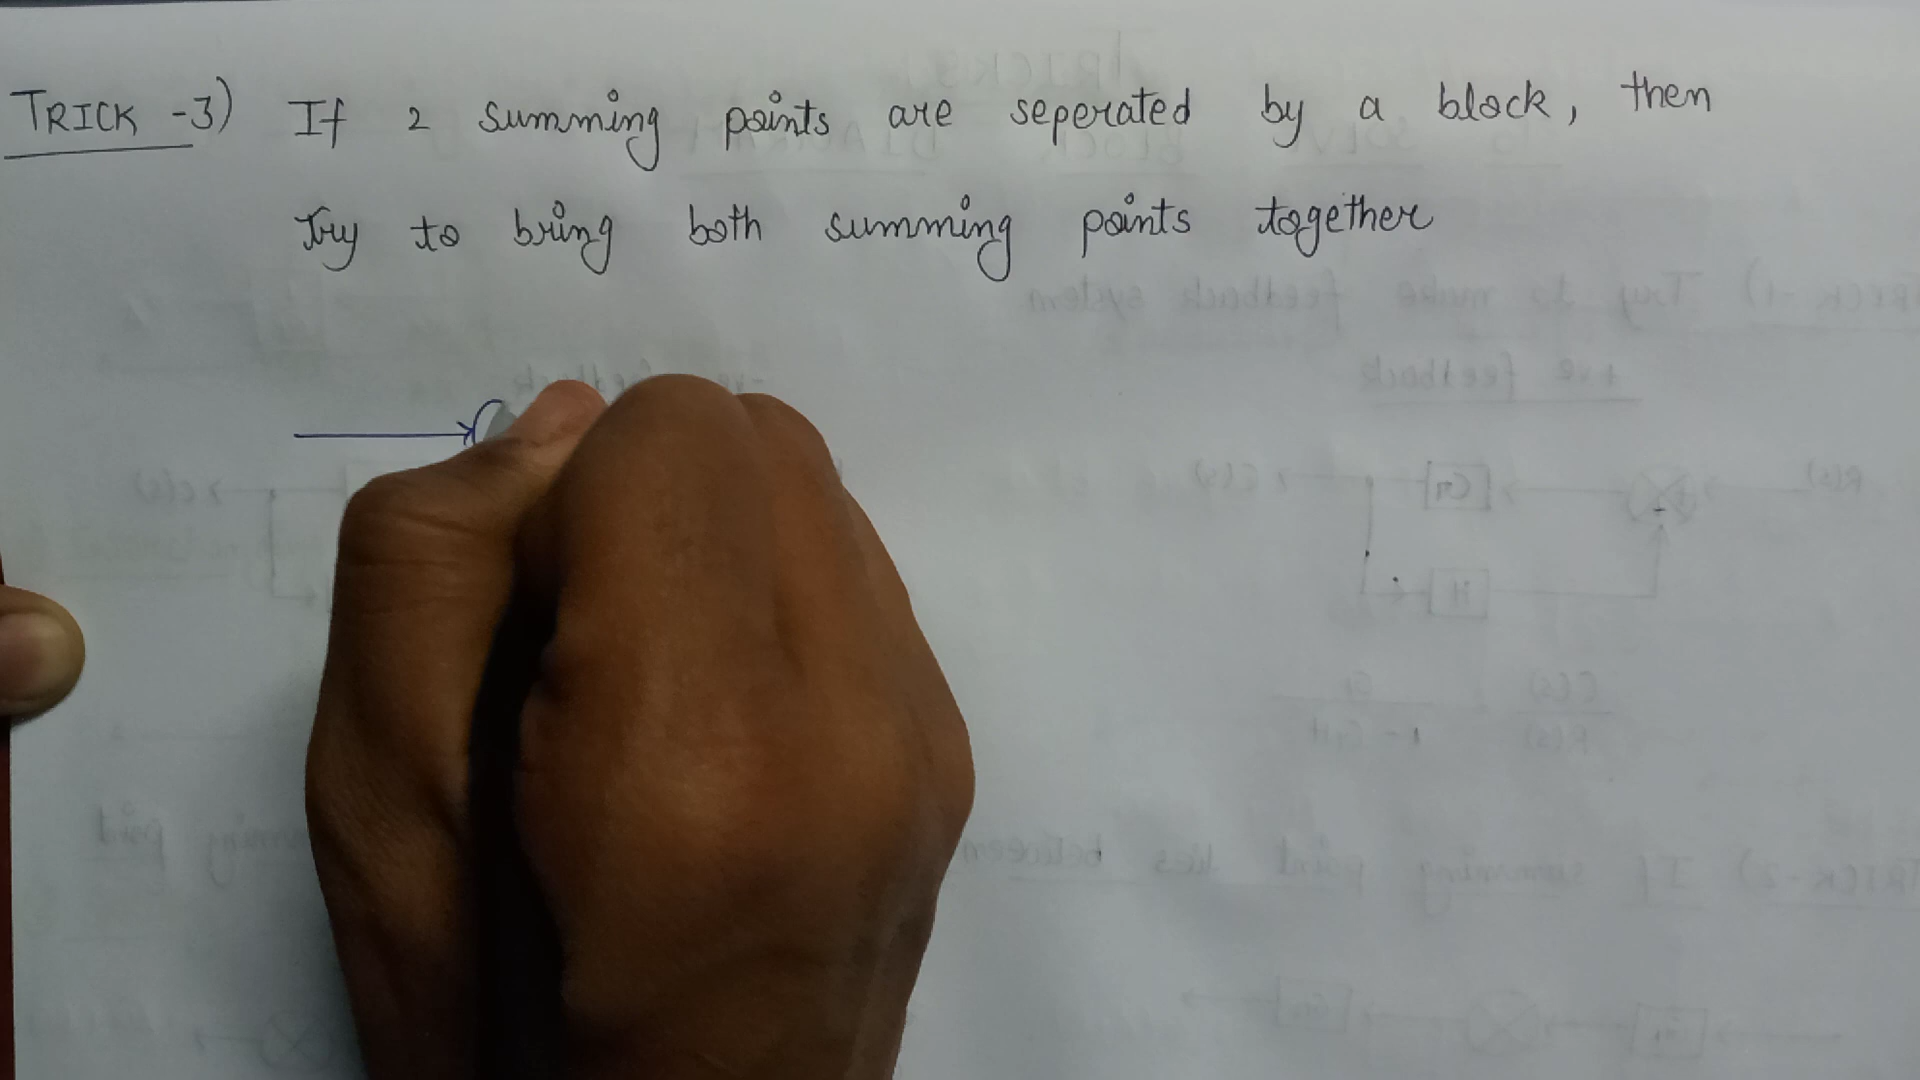 TRICK -3) If 2 summing points are seperated by a block, then
try to bring both summing points together